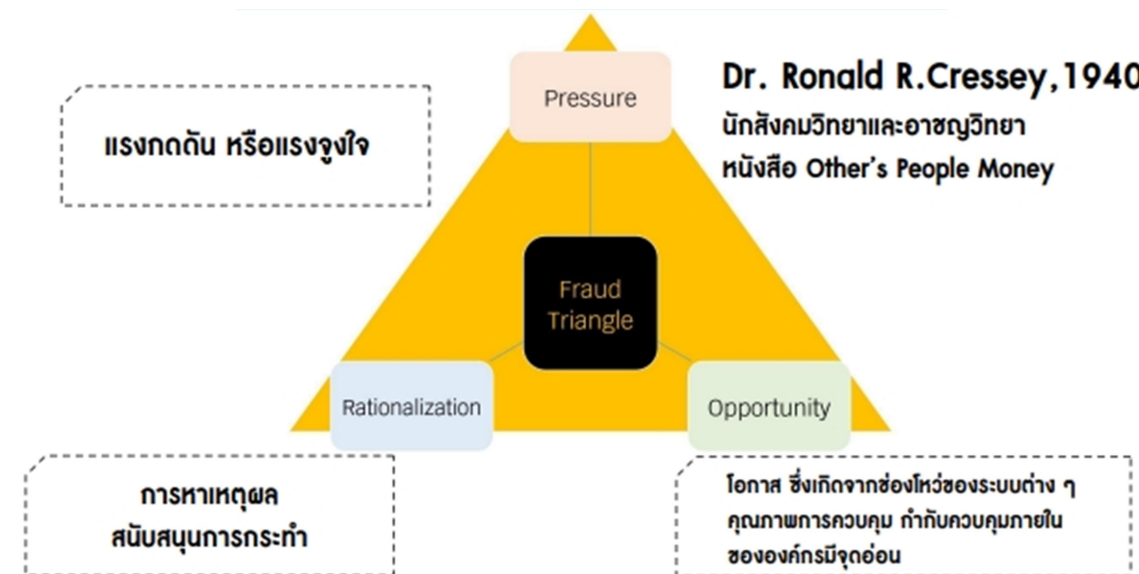 Pressure
Dr. Ronald R.Cressey,1940
นักสังคมวิทยาและอาชญวิทยา
หนังสือ Other's People Money
แรงกดดัน หรือแรงจูงใจ
Fraud
Triangle
Rationalization
Opportunity
การหาเหตุผล
สนับสนุนการกระทำ
โอกาส ซึ่งเกิดจากช่องโหว่ของระบบต่าง ๆ
คุณภาพการควบคุม กำกับควบคุมภายใน
ขององค์กรมีจุดอ่อน